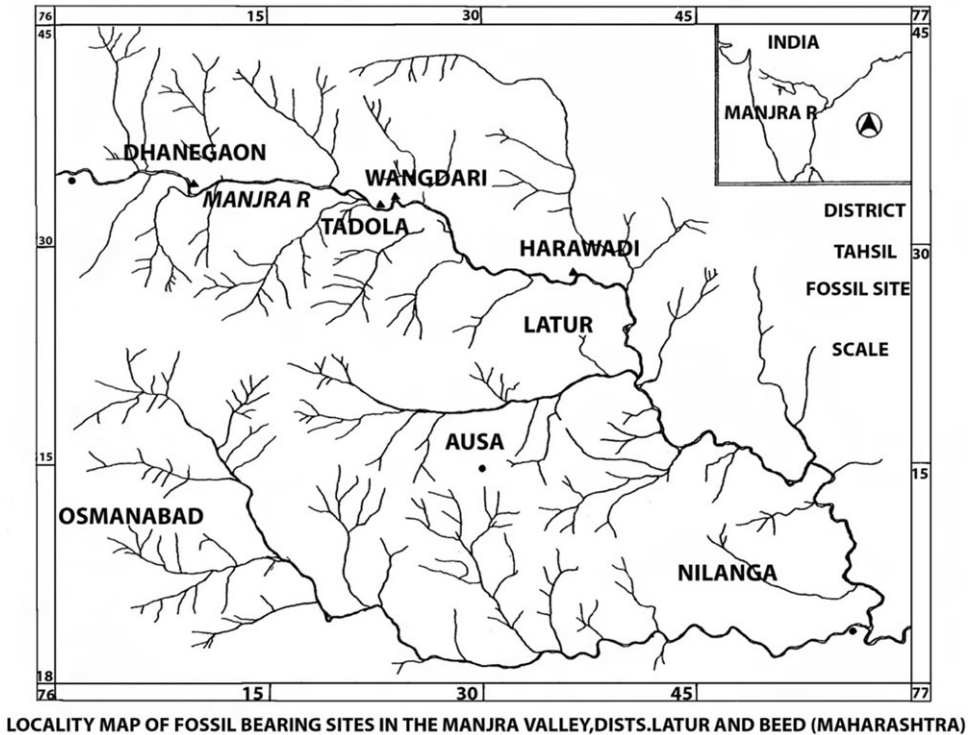 76 15 30 45 77
45 45
INDIA
MANJRA R
DHANEGAON
WANGDARI
MANJRA R
TADOLA
DISTRICT
30 HARAWADI 30
TAHSIL
FOSSIL SITE
LATUR
SCALE
AUSA
15 15
OSMANABAD
NILANGA
18
76 15 30 45 77
LOCALITY MAP OF FOSSIL BEARING SITES IN THE MANJRA VALLEY,DISTS.LATUR AND BEED (MAHARASHTRA)